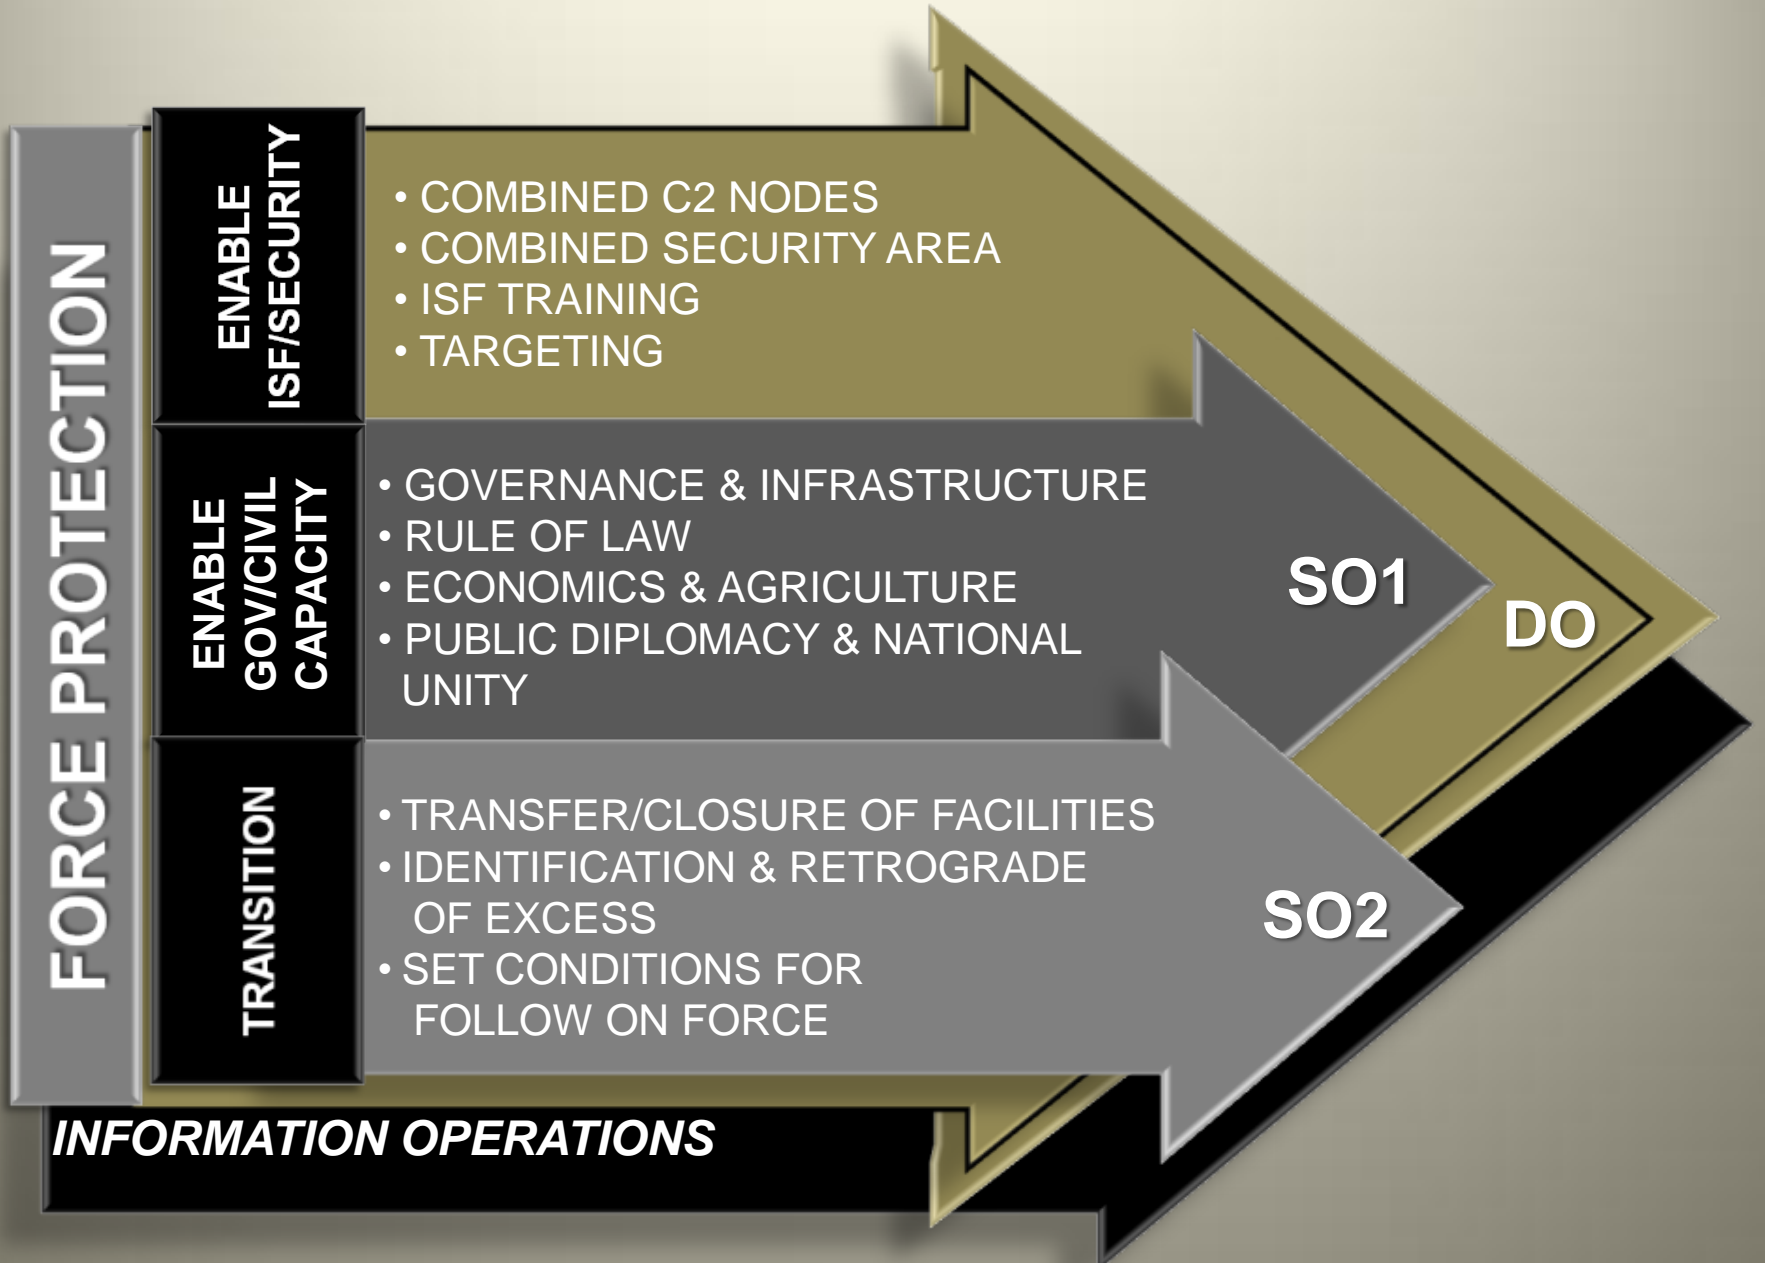 FORCE PROTECTION
ENABLE
ISF/SECURITY
• COMBINED C2 NODES
• COMBINED SECURITY AREA
• ISF TRAINING
• TARGETING
ENABLE
GOV/CIVIL
CAPACITY
• GOVERNANCE & INFRASTRUCTURE
• RULE OF LAW
• ECONOMICS & AGRICULTURE
• PUBLIC DIPLOMACY & NATIONAL
UNITY
SO1
DO
TRANSITION
• TRANSFER/CLOSURE OF FACILITIES
• IDENTIFICATION & RETROGRADE
OF EXCESS
• SET CONDITIONS FOR
FOLLOW ON FORCE
SO2
INFORMATION OPERATIONS